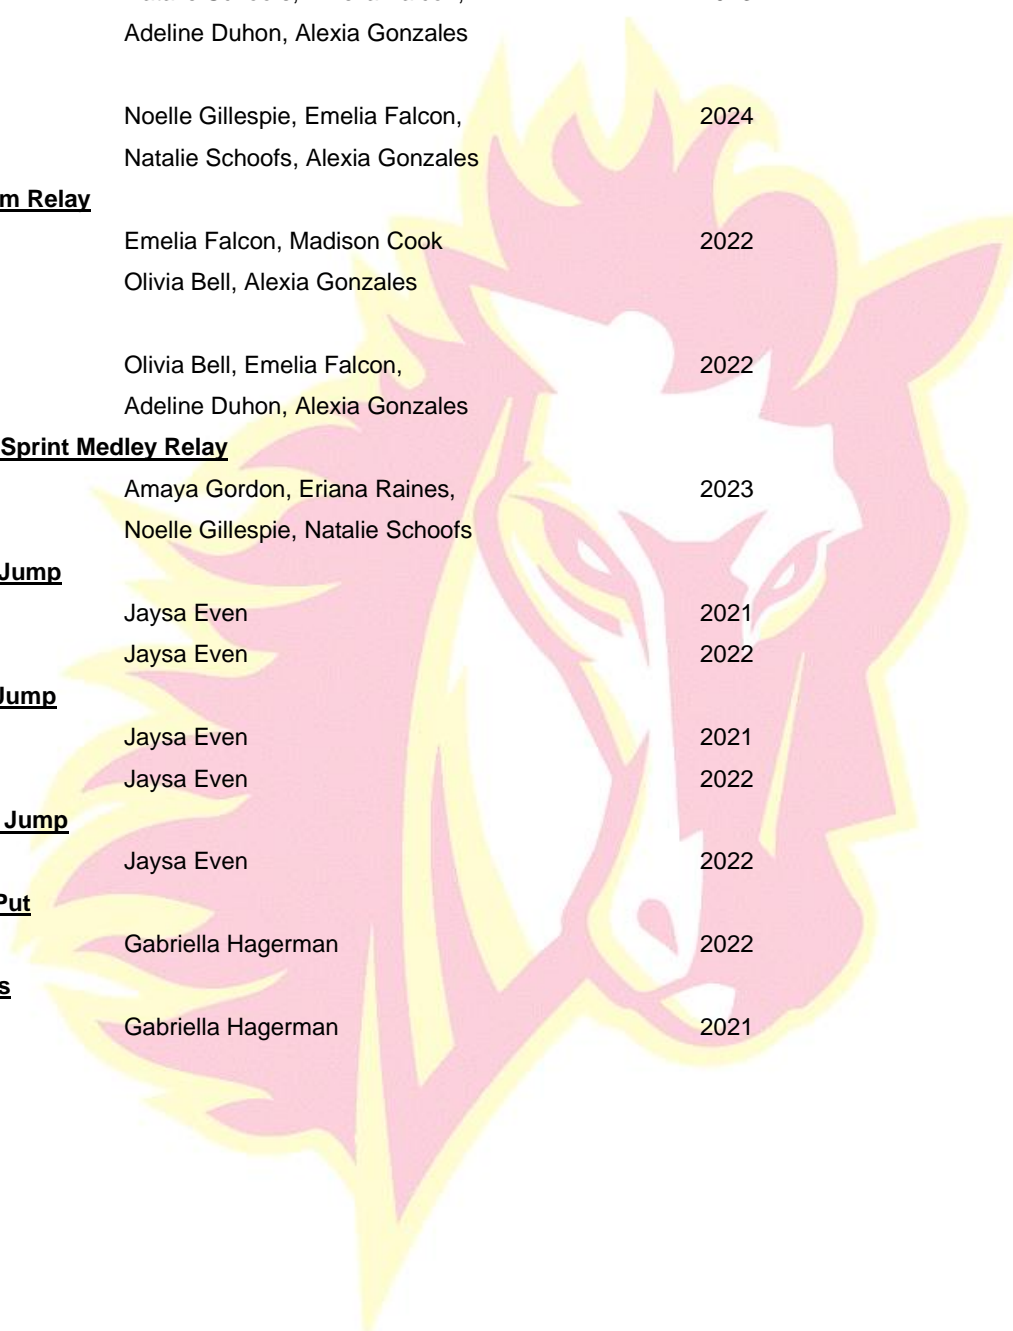 Adeline Duhon, Alexia Gonzales
Noelle Gillespie, Emelia Falcon, 2024
Natalie Schoofs, Alexia Gonzales
m Relay
Emelia Falcon, Madison Cook 2022
Olivia Bell, Alexia Gonzales
Olivia Bell, Emelia Falcon, 2022
Adeline Duhon, Alexia Gonzales
Sprint Medley Relay
Amaya Gordon, Eriana Raines, 2023
Noelle Gillespie, Natalie Schoofs
Jump
Jaysa Even 2021
Jaysa Even 2022
Jump
Jaysa Even 2021
Jaysa Even 2022
Jump
Jaysa Even 2022
Put
Gabriella Hagerman 2022
s
Gabriella Hagerman 2021